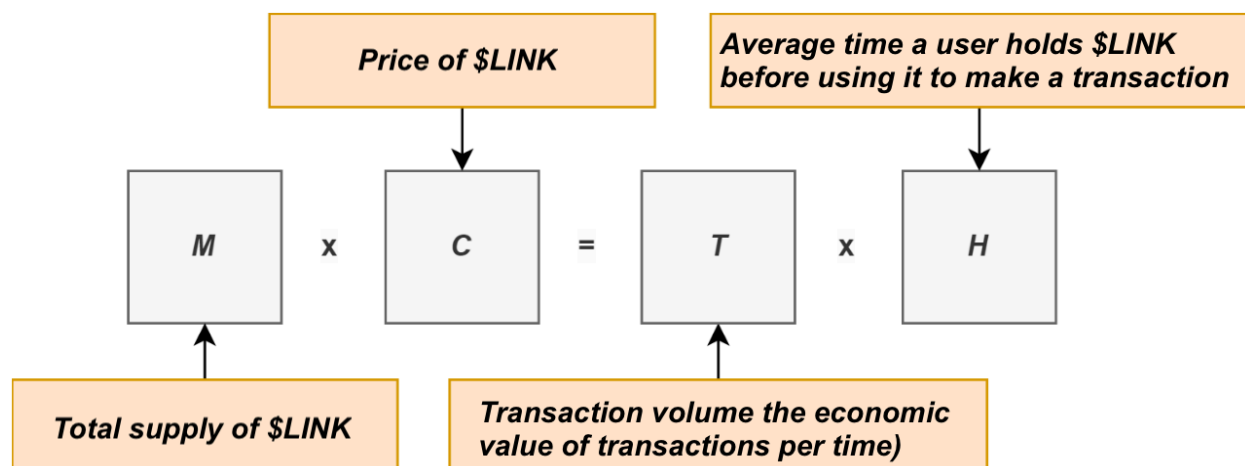 Price of $LINK
Average time a user holds $LINK
before using it to make a transaction
M x C = T x H
Total supply of $LINK
Transaction volume the economic
value of transactions per time)